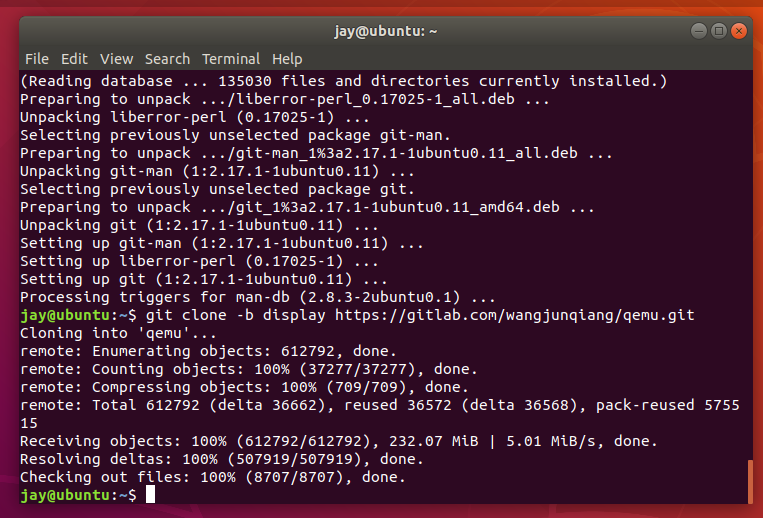 jay@ubuntu: ~
File Edit View Search Terminal Help
(Reading database ... 135030 files and directories currently installed.)
Preparing to unpack .../liberror-perl_0.17025-1_all.deb ...
Unpacking liberror-perl (0.17025-1) ...
Selecting previously unselected package git-man.
Preparing to unpack .../git-man_1%3a2.17.1-1ubuntu0.11_all.deb ...
Unpacking git-man (1:2.17.1-1ubuntu0.11) ...
Selecting previously unselected package git.
Preparing to unpack .../git_1%3a2.17.1-1ubuntu0.11_amd64.deb ...
Unpacking git (1:2.17.1-1ubuntu0.11) ...
Setting up git-man (1:2.17.1-1ubuntu0.11) ...
Setting up liberror-perl (0.17025-1) ...
Setting up git (1:2.17.1-1ubuntu0.11) ...
Processing triggers for man-db (2.8.3-2ubuntu0.1) ...
jay@ubuntu:~$ git clone -b display https://gitlab.com/wangjunqiang/qemu.git
Cloning into 'qemu'...
remote: Enumerating objects: 612792, done.
remote: Counting objects: 100% (37277/37277), done.
remote: Compressing objects: 100% (709/709), done.
remote: Total 612792 (delta 36662), reused 36572 (delta 36568), pack-reused 5755
15
Receiving objects: 100% (612792/612792), 232.07 MiB | 5.01 MiB/s, done.
Resolving deltas: 100% (507919/507919), done.
Checking out files: 100% (8707/8707), done.
jay@ubuntu:~$